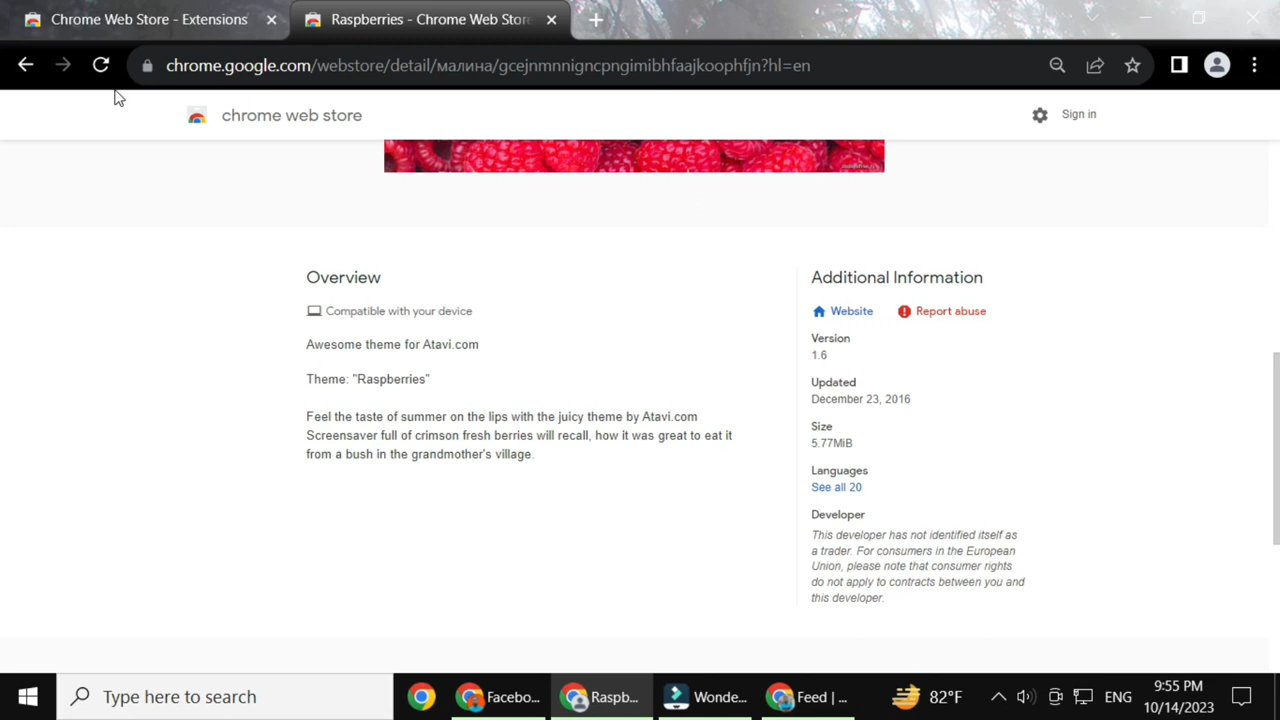 Chrome Web Store - Extensions
Raspberries - Chrome Web Stor
chrome.google.com/webstore/detail/малина/gcejnmnnigncpngimibhfaajkoophfjn?hl=en
chrome web store
Sign in
Overview
Compatible with your device
Awesome theme for Atavi.com
Theme: "Raspberries"
Feel the taste of summer on the lips with the juicy theme by Atavi.com
Screensaver full of crimson fresh berries will recall, how it was great to eat it
from a bush in the grandmother's village.
Additional Information
Website
Report abuse
Version
1.6
Updated
December 23, 2016
Size
5.77MiB
Languages
See all 20
Developer
This developer has not identified itself as
a trader. For consumers in the European
Union, please note that consumer rights
do not apply to contracts between you and
this developer.
Type here to search
Facebo...
Raspb...
Wonde...
Feed | ...
82°F
ENG
9:55 PM
10/14/2023